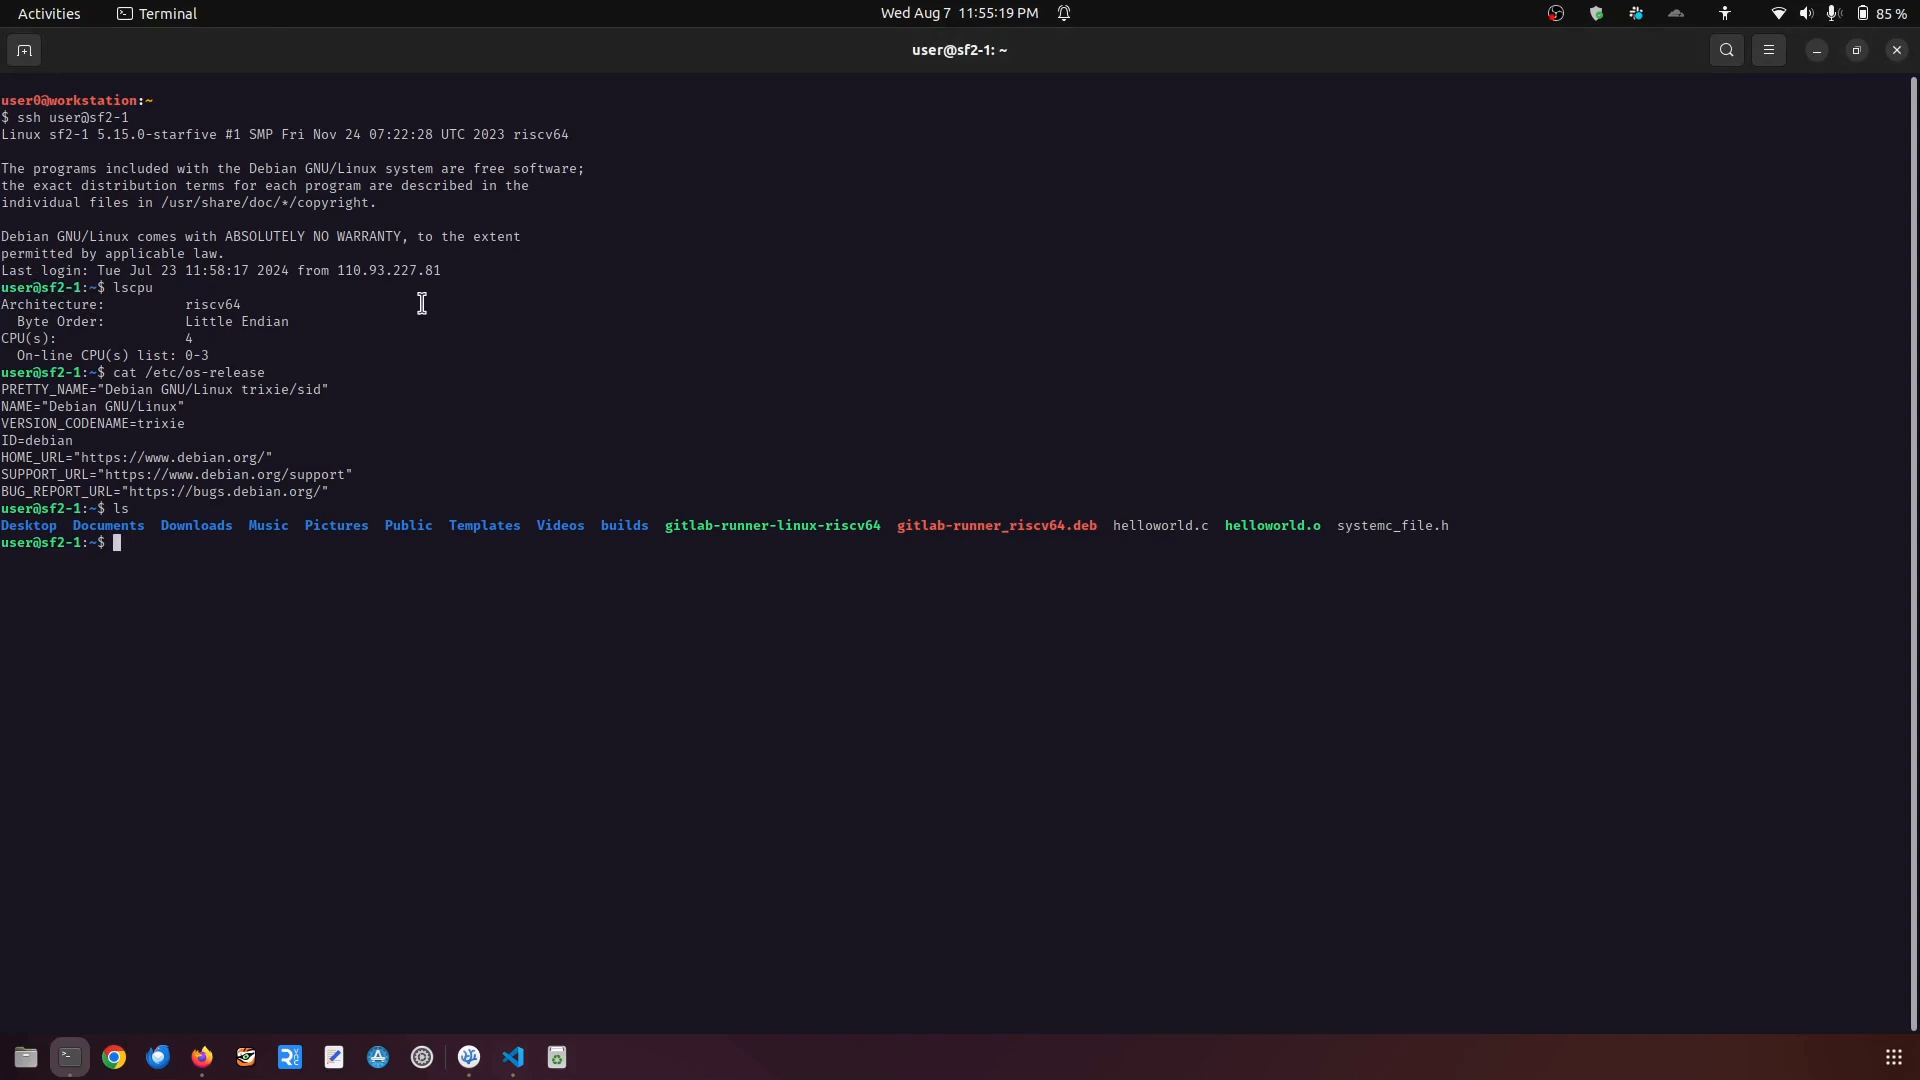 Activities Terminal Wed Aug 7 11:55:19 PM 85 %
user@sf2-1: ~
user0@workstation:~
$ ssh user@sf2-1
Linux sf2-1 5.15.0-starfive #1 SMP Fri Nov 24 07:22:28 UTC 2023 riscv64
The programs included with the Debian GNU/Linux system are free software;
the exact distribution terms for each program are described in the
individual files in /usr/share/doc/*/copyright.
Debian GNU/Linux comes with ABSOLUTELY NO WARRANTY, to the extent
permitted by applicable law.
Last login: Tue Jul 23 11:58:17 2024 from 110.93.227.81
user@sf2-1:~$ lscpu
Architecture: riscv64
Byte Order: Little Endian
CPU(s): 4
On-line CPU(s) list: 0-3
user@sf2-1:~$ cat /etc/os-release
PRETTY_NAME="Debian GNU/Linux trixie/sid"
NAME="Debian GNU/Linux"
VERSION_CODENAME=trixie
ID=debian
HOME_URL="https://www.debian.org/"
SUPPORT_URL="https://www.debian.org/support"
BUG_REPORT_URL="https://bugs.debian.org/"
user@sf2-1:~$ ls
Desktop Documents Downloads Music Pictures Public Templates Videos builds gitlab-runner-linux-riscv64 gitlab-runner_riscv64.deb helloworld.c helloworld.o systemc_file.h
user@sf2-1:~$